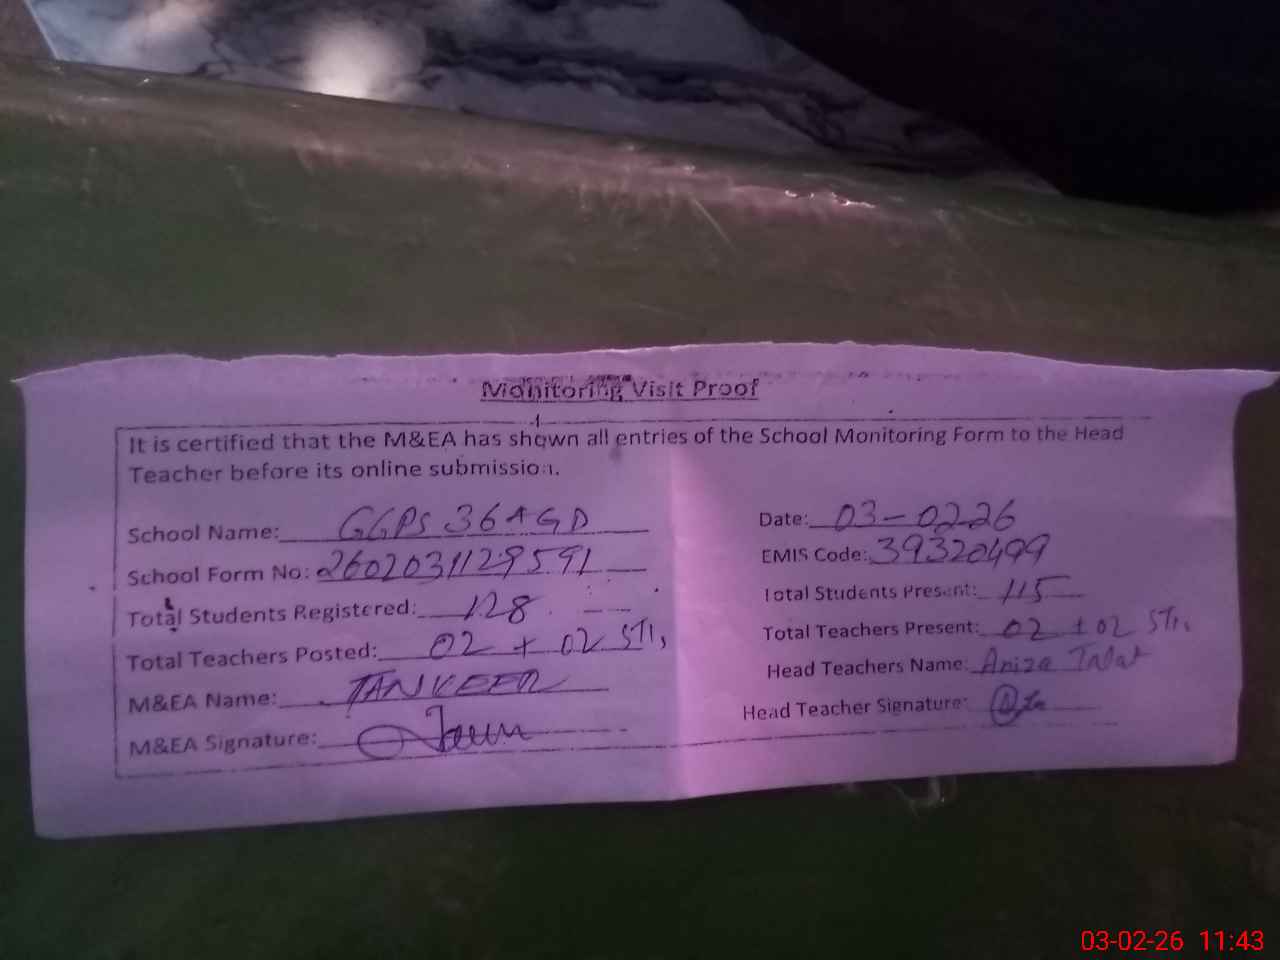 Monitoring Visit Proof
It is certified that the M&EA has shown all entries of the School Monitoring Form to the Head
Teacher before its online submission.
School Name: GGPS 36 A GD
Date: 03-02-26
School Form No: 2602031129591
EMIS Code: 39320499
Total Students Registered: 128
Total Students Present: 115
Total Teachers Posted: 02 + 02 STI,
Total Teachers Present: 02 + 02 STI,
M&EA Name: TANVEER
Head Teachers Name: Aniza Talat
M&EA Signature:
Head Teacher Signature:
03-02-26 11:43